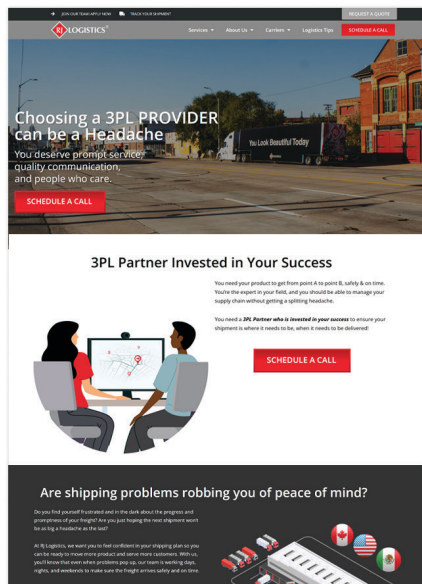 JOIN OUR TEAM APPLY NOW TRACK YOUR SHIPMENT REQUEST A QUOTE
RJ LOGISTICS Services About Us Carriers Logistics Tips SCHEDULE A CALL
Choosing a 3PL PROVIDER
can be a Headache
You Look Beautiful Today
You deserve prompt service,
quality communication,
and people who care.
SCHEDULE A CALL
3PL Partner Invested in Your Success
You need your product to get from point A to point B, safely & on time.
You're the expert in your field, and you should be able to manage your
supply chain without getting a splitting headache.
You need a 3PL Partner who is invested in your success to ensure your
shipment is where it needs to be, when it needs to be delivered!
SCHEDULE A CALL
Are shipping problems robbing you of peace of mind?
Do you find yourself frustrated and in the dark about the progress and
promptness of your freight? Are you just hoping the next shipment won't
be as big a headache as the last?
At RJ Logistics, we want you to feel confident in your shipping plan so you
can be ready to move more product and serve more customers. With us,
you'll know that even when problems pop up, our team is working days,
nights, and weekends to make sure the freight arrives safely and on time.